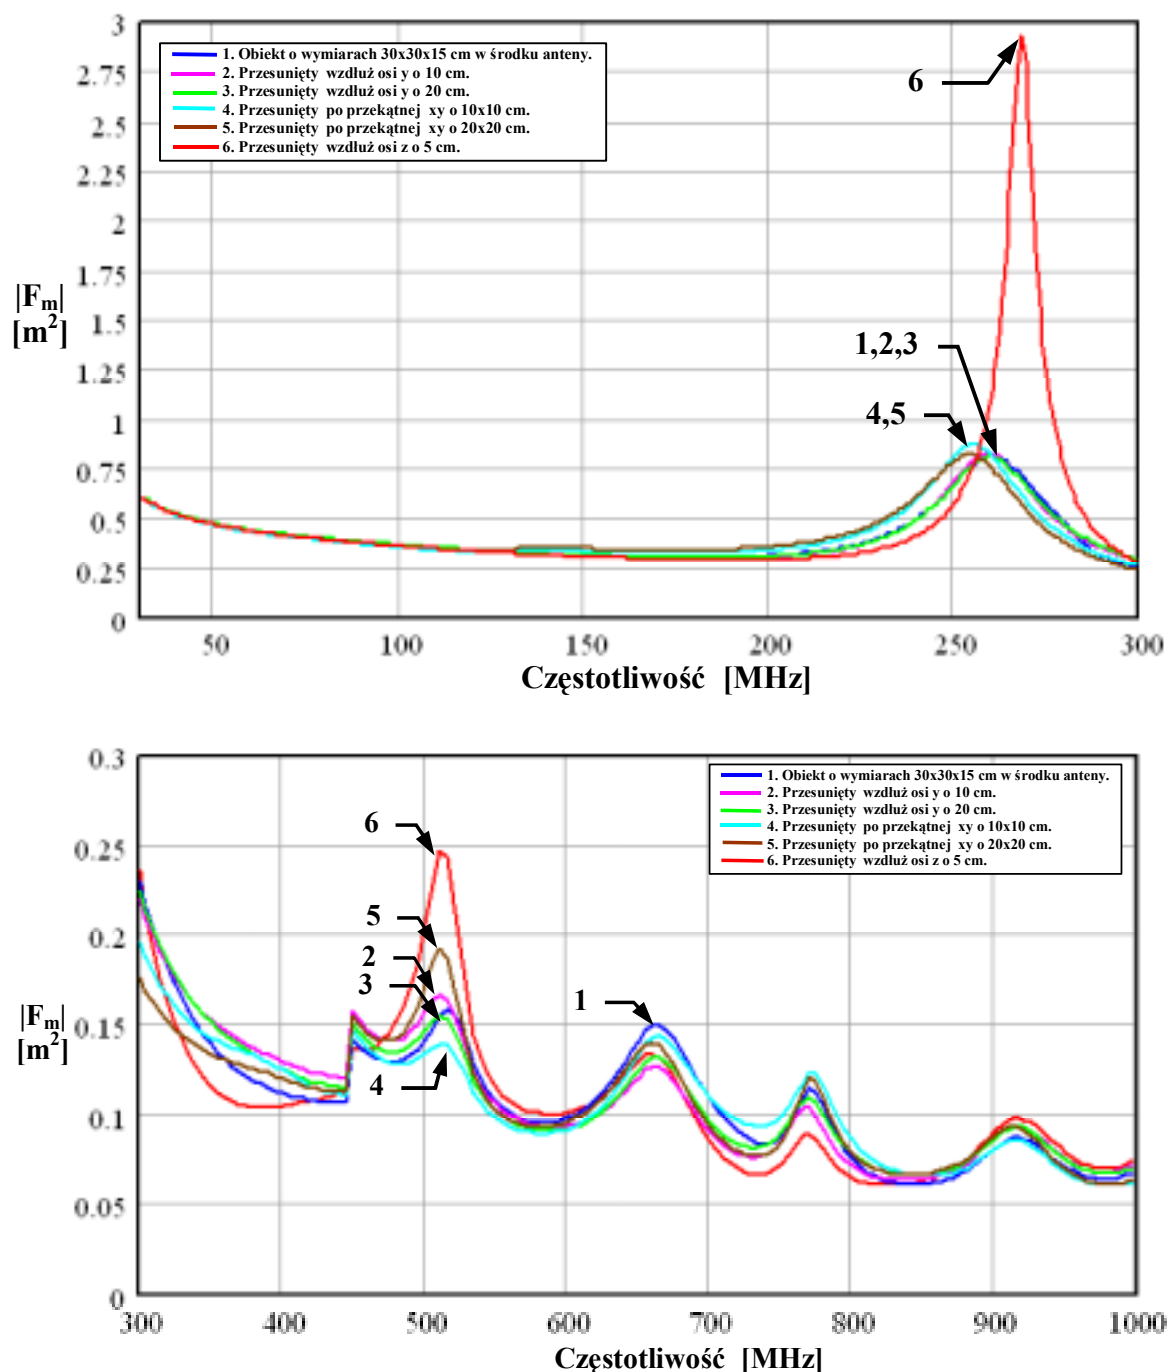 3
1. Obiekt o wymiarach 30x30x15 cm w środku anteny.
2. Przesunięty wzdłuż osi y o 10 cm.
3. Przesunięty wzdłuż osi y o 20 cm.
4. Przesunięty po przekątnej xy o 10x10 cm.
5. Przesunięty po przekątnej xy o 20x20 cm.
6. Przesunięty wzdłuż osi z o 5 cm.
6
2.75
2.5
2.25
2
1.75
|Fm|
[m²]
1.5
1,2,3
1.25
4,5
1
0.75
0.5
0.25
0
50 100 150 200 250 300
Częstotliwość [MHz]
0.3
1. Obiekt o wymiarach 30x30x15 cm w środku anteny.
2. Przesunięty wzdłuż osi y o 10 cm.
3. Przesunięty wzdłuż osi y o 20 cm.
4. Przesunięty po przekątnej xy o 10x10 cm.
5. Przesunięty po przekątnej xy o 20x20 cm.
6. Przesunięty wzdłuż osi z o 5 cm.
6
0.25
5
0.2
2
3
1
|Fm|
[m²]
0.15
4
0.1
0.05
0
300 400 500 600 700 800 900 1000
Częstotliwość [MHz]